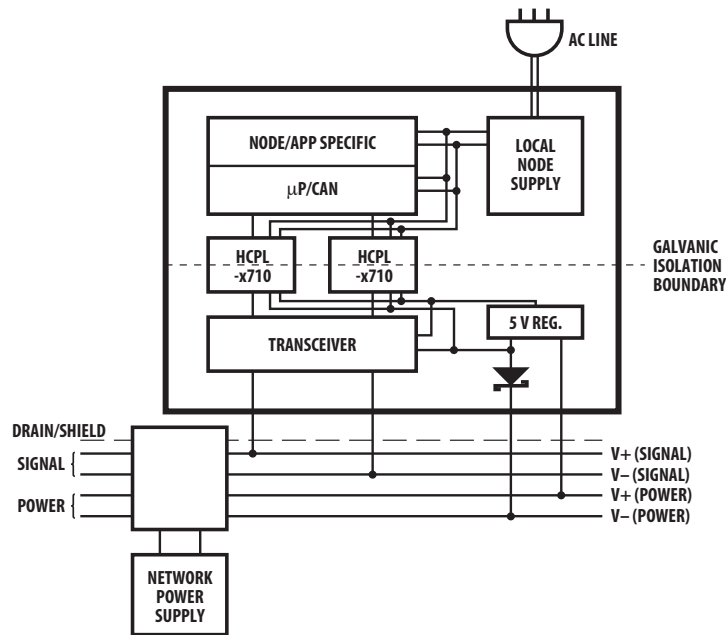 AC LINE
NODE/APP SPECIFIC
μP/CAN
LOCAL
NODE
SUPPLY
HCPL
-x710
HCPL
-x710
GALVANIC
ISOLATION
BOUNDARY
5 V REG.
TRANSCEIVER
DRAIN/SHIELD
SIGNAL
POWER
V+ (SIGNAL)
V– (SIGNAL)
V+ (POWER)
V– (POWER)
NETWORK
POWER
SUPPLY